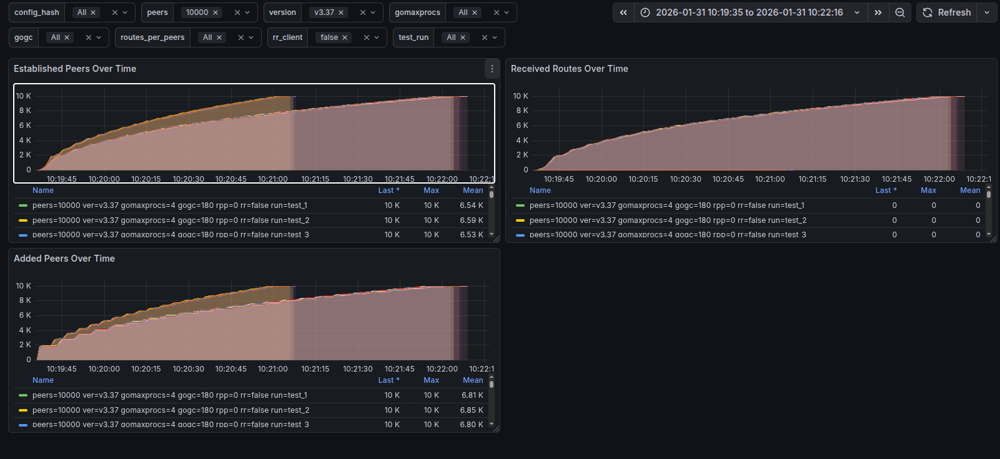 config_hash All × × peers 10000 × × version v3.37 × × gomaxprocs All × × 2026-01-31 10:19:35 to 2026-01-31 10:22:16 Refresh
gogc All × × routes_per_peers All × × rr_client false × × test_run All × ×
Established Peers Over Time
10 K
8 K
6 K
4 K
2 K
0
10:19:45 10:20:00 10:20:15 10:20:30 10:20:45 10:21:00 10:21:15 10:21:30 10:21:45 10:22:00 10:22:1
Name Last * Max Mean
peers=10000 ver=v3.37 gomaxprocs=4 gogc=180 rpp=0 rr=false run=test_1 10 K 10 K 6.54 K
peers=10000 ver=v3.37 gomaxprocs=4 gogc=180 rpp=0 rr=false run=test_2 10 K 10 K 6.59 K
peers=10000 ver=v3.37 gomaxprocs=4 gogc=180 rpp=0 rr=false run=test_3 10 K 10 K 6.53 K
Received Routes Over Time
10 K
8 K
6 K
4 K
2 K
0
10:19:45 10:20:00 10:20:15 10:20:30 10:20:45 10:21:00 10:21:15 10:21:30 10:21:45 10:22:00 10:22:1
Name Last * Max Mean
peers=10000 ver=v3.37 gomaxprocs=4 gogc=180 rpp=0 rr=false run=test_1 0 0 0
peers=10000 ver=v3.37 gomaxprocs=4 gogc=180 rpp=0 rr=false run=test_2 0 0 0
peers=10000 ver=v3.37 gomaxprocs=4 gogc=180 rpp=0 rr=false run=test_3 0 0 0
Added Peers Over Time
10 K
8 K
6 K
4 K
2 K
0
10:19:45 10:20:00 10:20:15 10:20:30 10:20:45 10:21:00 10:21:15 10:21:30 10:21:45 10:22:00 10:22:1
Name Last * Max Mean
peers=10000 ver=v3.37 gomaxprocs=4 gogc=180 rpp=0 rr=false run=test_1 10 K 10 K 6.81 K
peers=10000 ver=v3.37 gomaxprocs=4 gogc=180 rpp=0 rr=false run=test_2 10 K 10 K 6.85 K
peers=10000 ver=v3.37 gomaxprocs=4 gogc=180 rpp=0 rr=false run=test_3 10 K 10 K 6.80 K